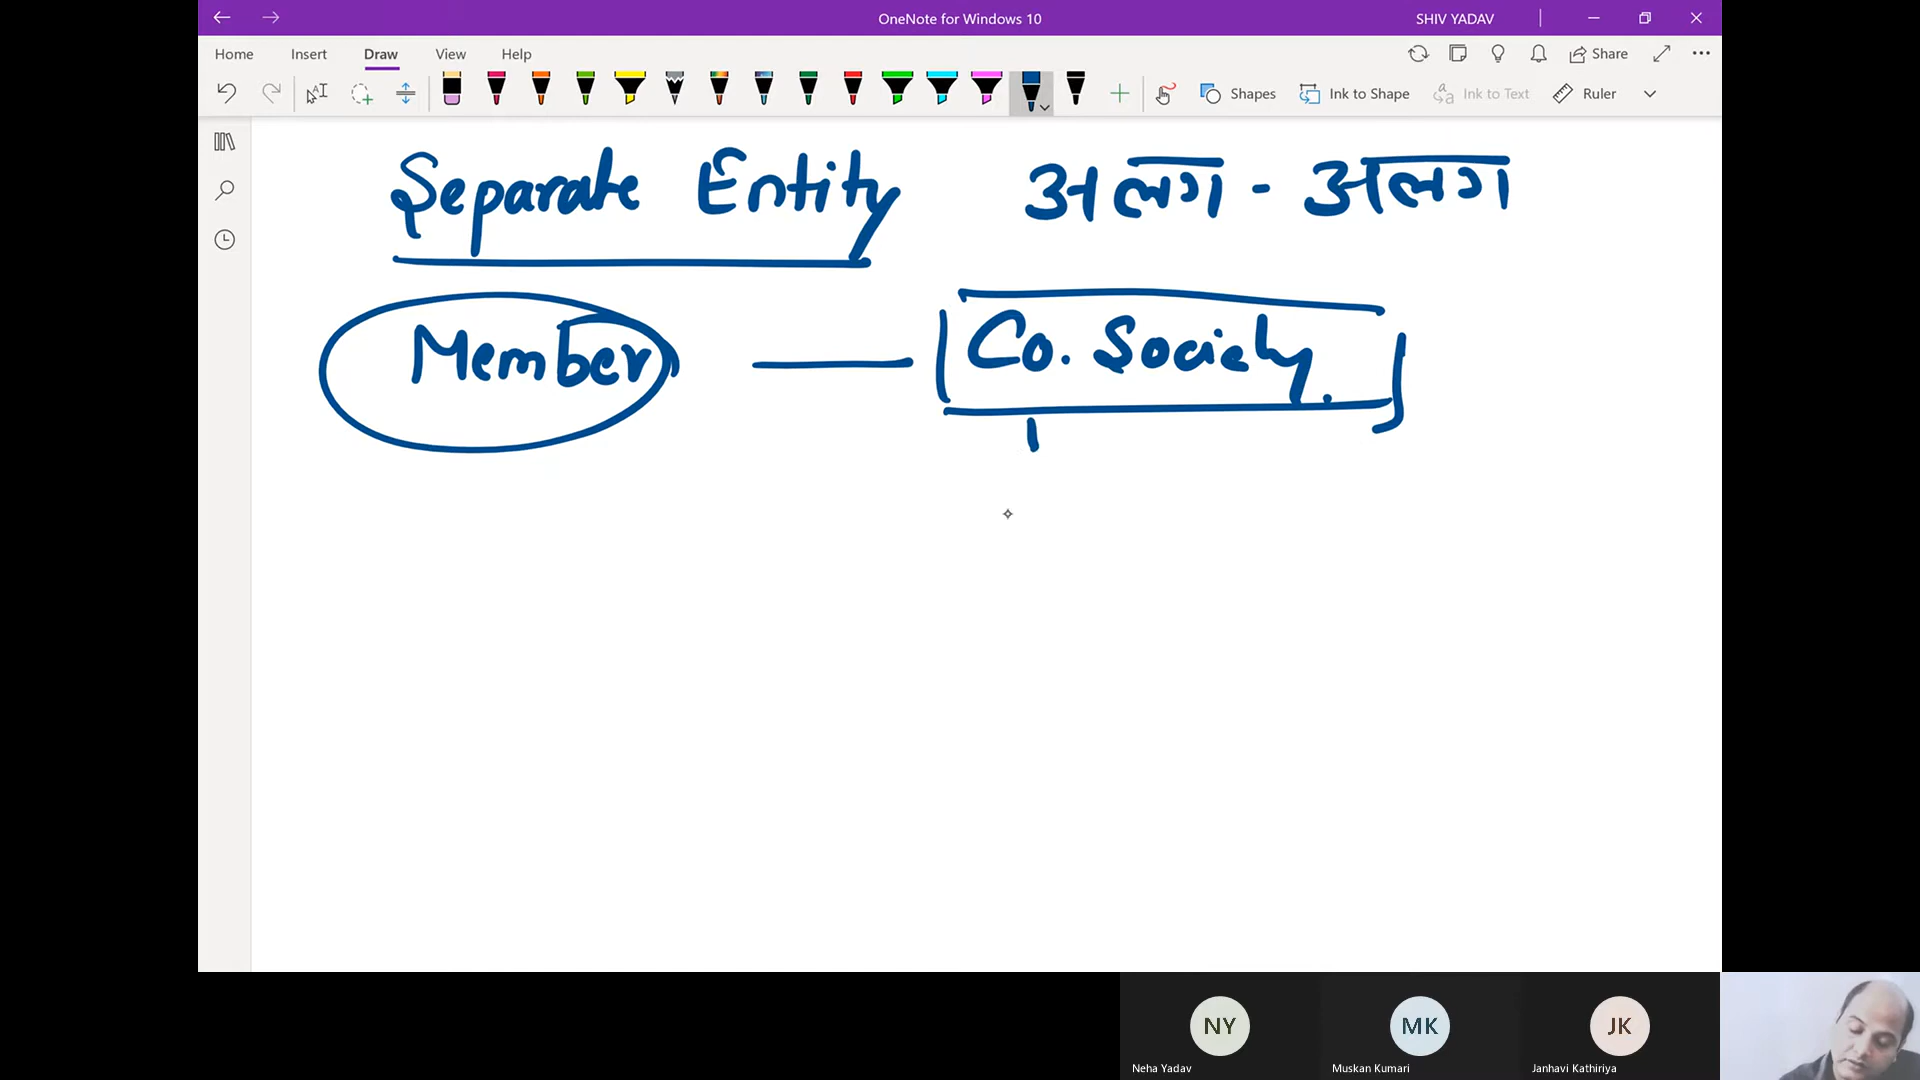 OneNote for Windows 10
SHIV YADAV
Home Insert Draw View Help
Share
Shapes Ink to Shape Ink to Text Ruler
Separate Entity अलग - अलग
Member Co. Society.
NY MK JK
Neha Yadav Muskan Kumari Janhavi Kathiriya